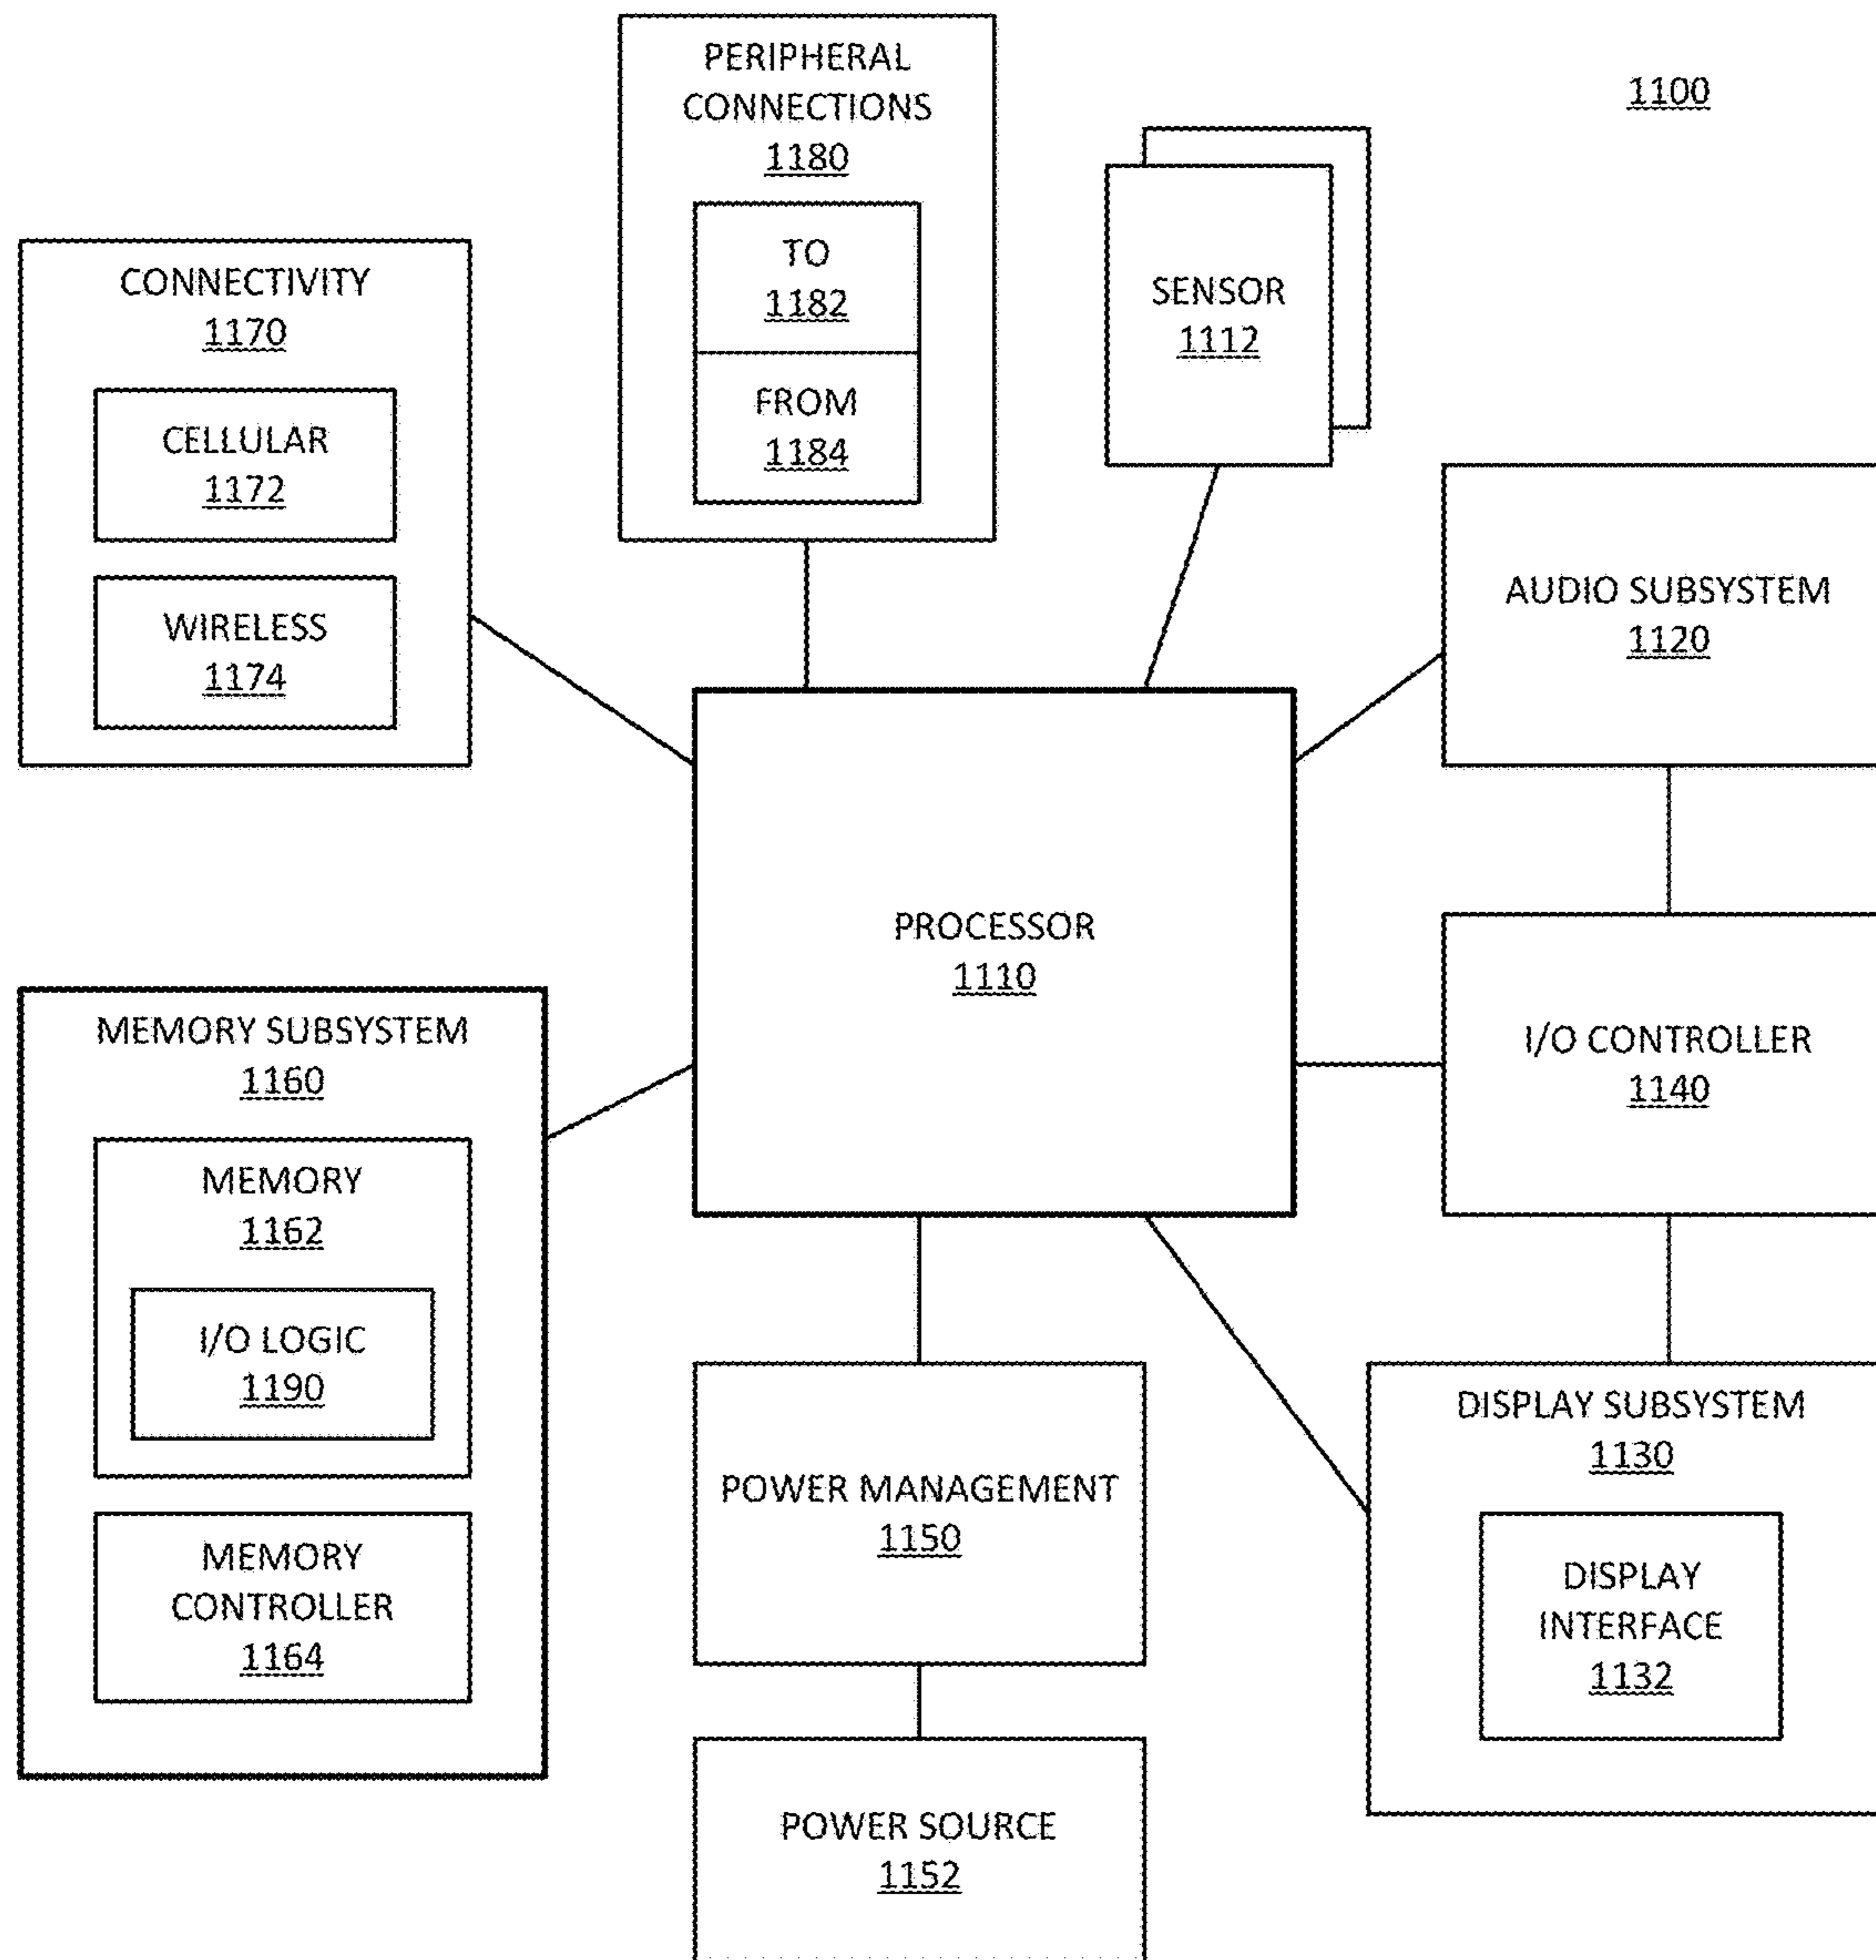 PERIPHERAL
CONNECTIONS
1180
TO
1182
FROM
1184
1100
SENSOR
1112
CONNECTIVITY
1170
CELLULAR
1172
WIRELESS
1174
AUDIO SUBSYSTEM
1120
PROCESSOR
1110
I/O CONTROLLER
1140
MEMORY SUBSYSTEM
1160
MEMORY
1162
I/O LOGIC
1190
MEMORY
CONTROLLER
1164
POWER MANAGEMENT
1150
POWER SOURCE
1152
DISPLAY SUBSYSTEM
1130
DISPLAY
INTERFACE
1132